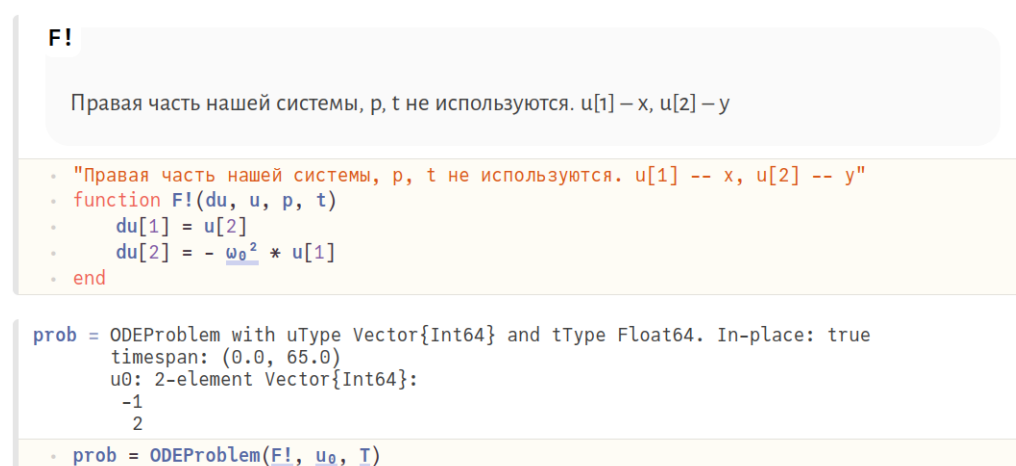 F!
Правая часть нашей системы, p, t не используются. u[1] – x, u[2] – y
"Правая часть нашей системы, p, t не используются. u[1] -- x, u[2] -- y"
function F!(du, u, p, t)
du[1] = u[2]
du[2] = - ω₀² * u[1]
end
prob = ODEProblem with uType Vector{Int64} and tType Float64. In-place: true
timespan: (0.0, 65.0)
u0: 2-element Vector{Int64}:
-1
2
prob = ODEProblem(F!, u₀, T)